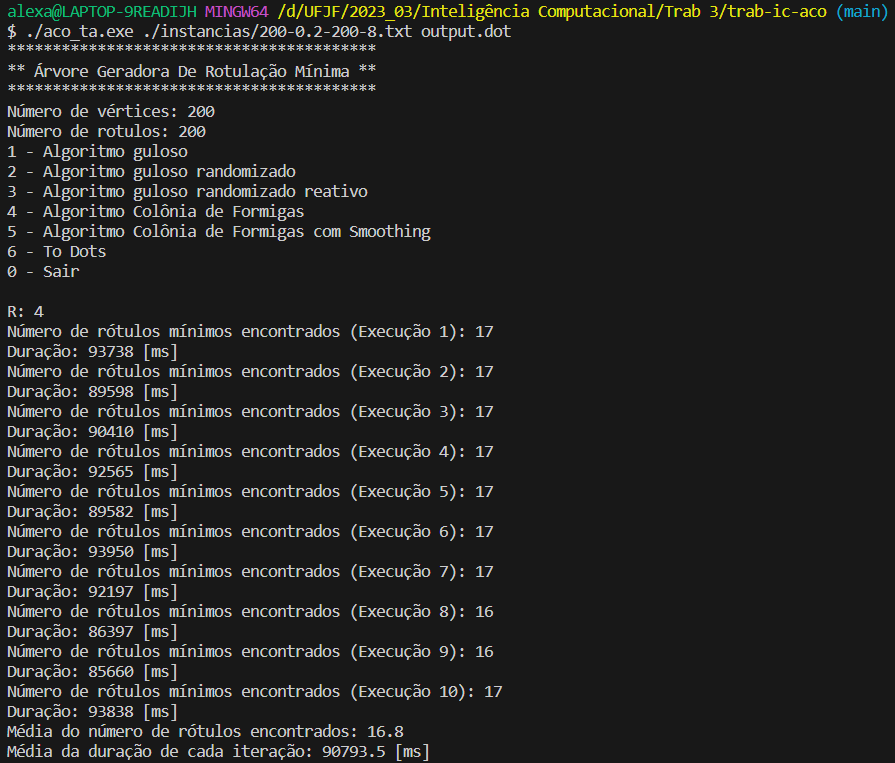 alexa@LAPTOP-9READIJH MINGW64 /d/UFJF/2023_03/Inteligência Computacional/Trab 3/trab-ic-aco (main)
$ ./aco_ta.exe ./instancias/200-0.2-200-8.txt output.dot
*****************************************
** Árvore Geradora De Rotulação Mínima **
*****************************************
Número de vértices: 200
Número de rotulos: 200
1 - Algoritmo guloso
2 - Algoritmo guloso randomizado
3 - Algoritmo guloso randomizado reativo
4 - Algoritmo Colônia de Formigas
5 - Algoritmo Colônia de Formigas com Smoothing
6 - To Dots
0 - Sair
R: 4
Número de rótulos mínimos encontrados (Execução 1): 17
Duração: 93738 [ms]
Número de rótulos mínimos encontrados (Execução 2): 17
Duração: 89598 [ms]
Número de rótulos mínimos encontrados (Execução 3): 17
Duração: 90410 [ms]
Número de rótulos mínimos encontrados (Execução 4): 17
Duração: 92565 [ms]
Número de rótulos mínimos encontrados (Execução 5): 17
Duração: 89582 [ms]
Número de rótulos mínimos encontrados (Execução 6): 17
Duração: 93950 [ms]
Número de rótulos mínimos encontrados (Execução 7): 17
Duração: 92197 [ms]
Número de rótulos mínimos encontrados (Execução 8): 16
Duração: 86397 [ms]
Número de rótulos mínimos encontrados (Execução 9): 16
Duração: 85660 [ms]
Número de rótulos mínimos encontrados (Execução 10): 17
Duração: 93838 [ms]
Média do número de rótulos encontrados: 16.8
Média da duração de cada iteração: 90793.5 [ms]